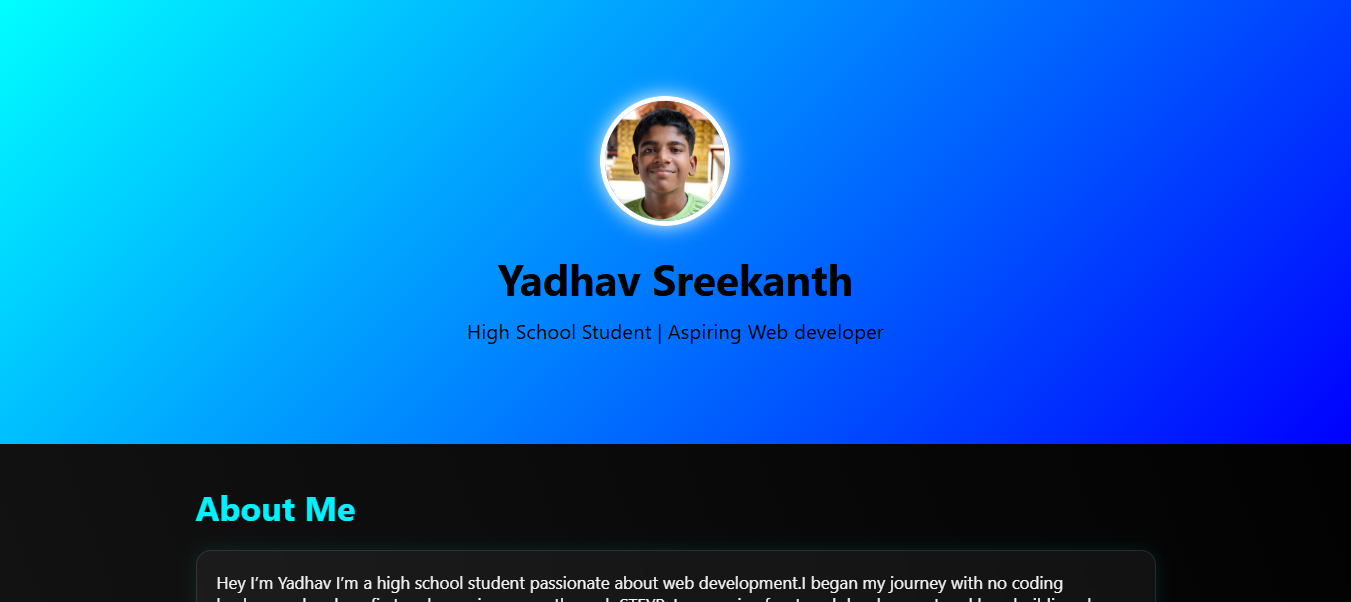 Yadhav Sreekanth
High School Student | Aspiring Web developer
About Me
Hey I’m Yadhav I’m a high school student passionate about web development.I began my journey with no coding